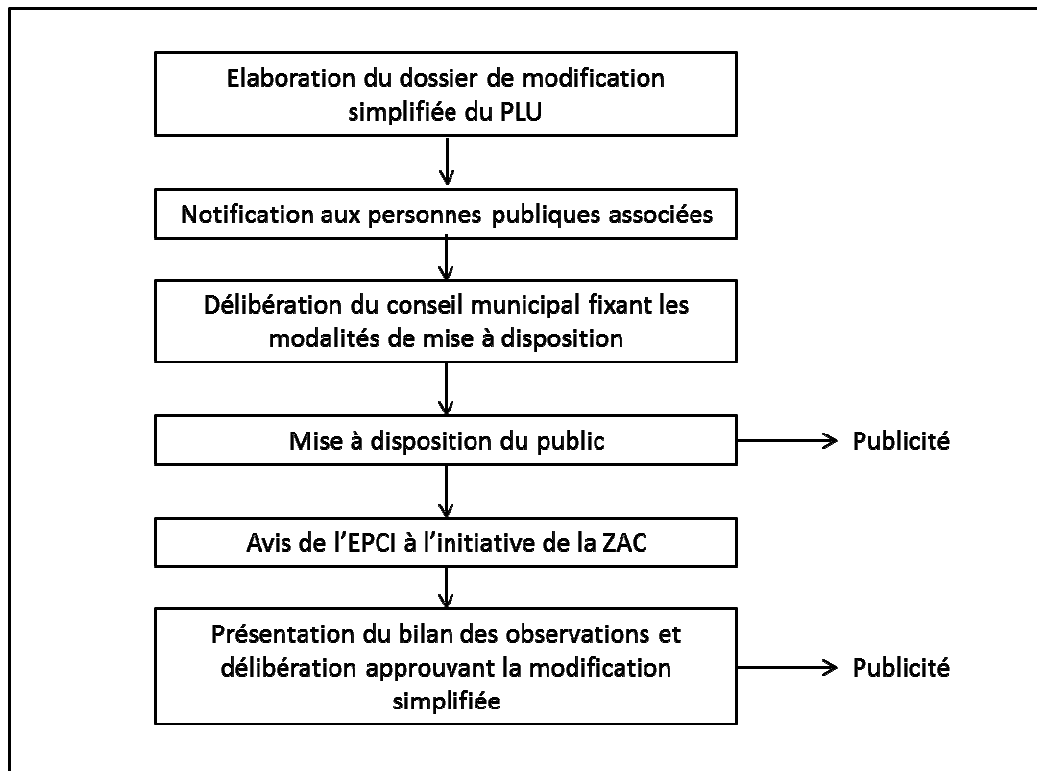 Elaboration du dossier de modification
simplifiée du PLU
Notification aux personnes publiques associées
Délibération du conseil municipal fixant les
modalités de mise à disposition
Mise à disposition du public
Publicité
Avis de l'EPCI à l'initiative de la ZAC
Présentation du bilan des observations et
délibération approuvant la modification
simplifiée
Publicité